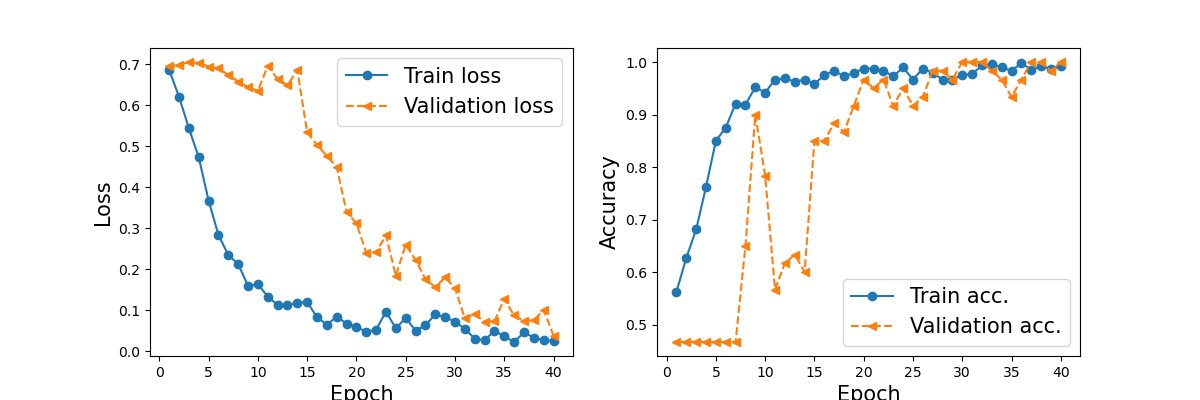 0.7
0.6
0.5
0.4
0.3
0.2
0.1
0.0
Loss
0 5 10 15 20 25 30 35 40
Epoch
Train loss
Validation loss
1.0
0.9
0.8
0.7
0.6
0.5
Accuracy
0 5 10 15 20 25 30 35 40
Epoch
Train acc.
Validation acc.